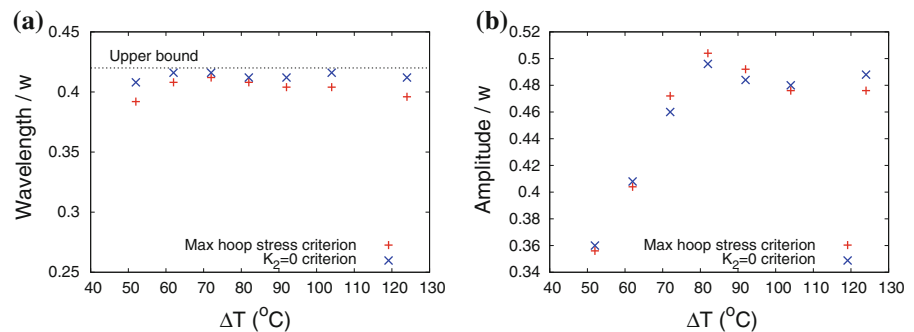 (a)
0.45
0.4
0.35
0.3
0.25
Wavelength / w
Upper bound
Max hoop stress criterion
K₂=0 criterion
40 50 60 70 80 90 100 110 120 130
ΔT (°C)
(b)
0.52
0.5
0.48
0.46
0.44
0.42
0.4
0.38
0.36
0.34
Amplitude / w
Max hoop stress criterion
K₂=0 criterion
40 50 60 70 80 90 100 110 120 130
ΔT (°C)